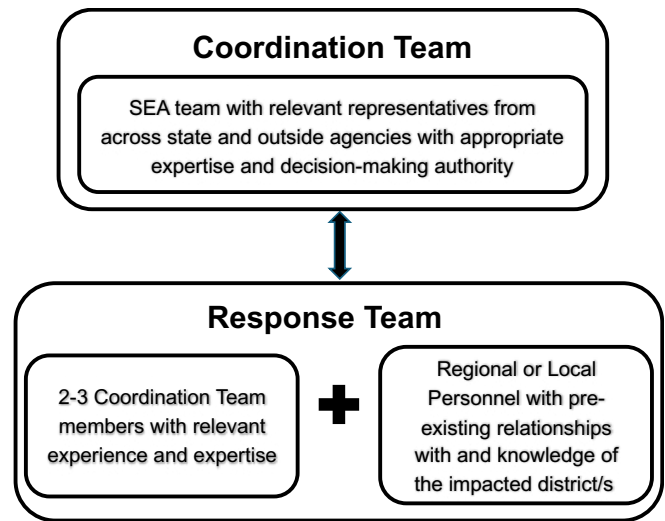 Coordination Team
SEA team with relevant representatives from
across state and outside agencies with appropriate
expertise and decision-making authority
Response Team
2-3 Coordination Team
members with relevant
experience and expertise
Regional or Local
Personnel with pre-
existing relationships
with and knowledge of
the impacted district/s